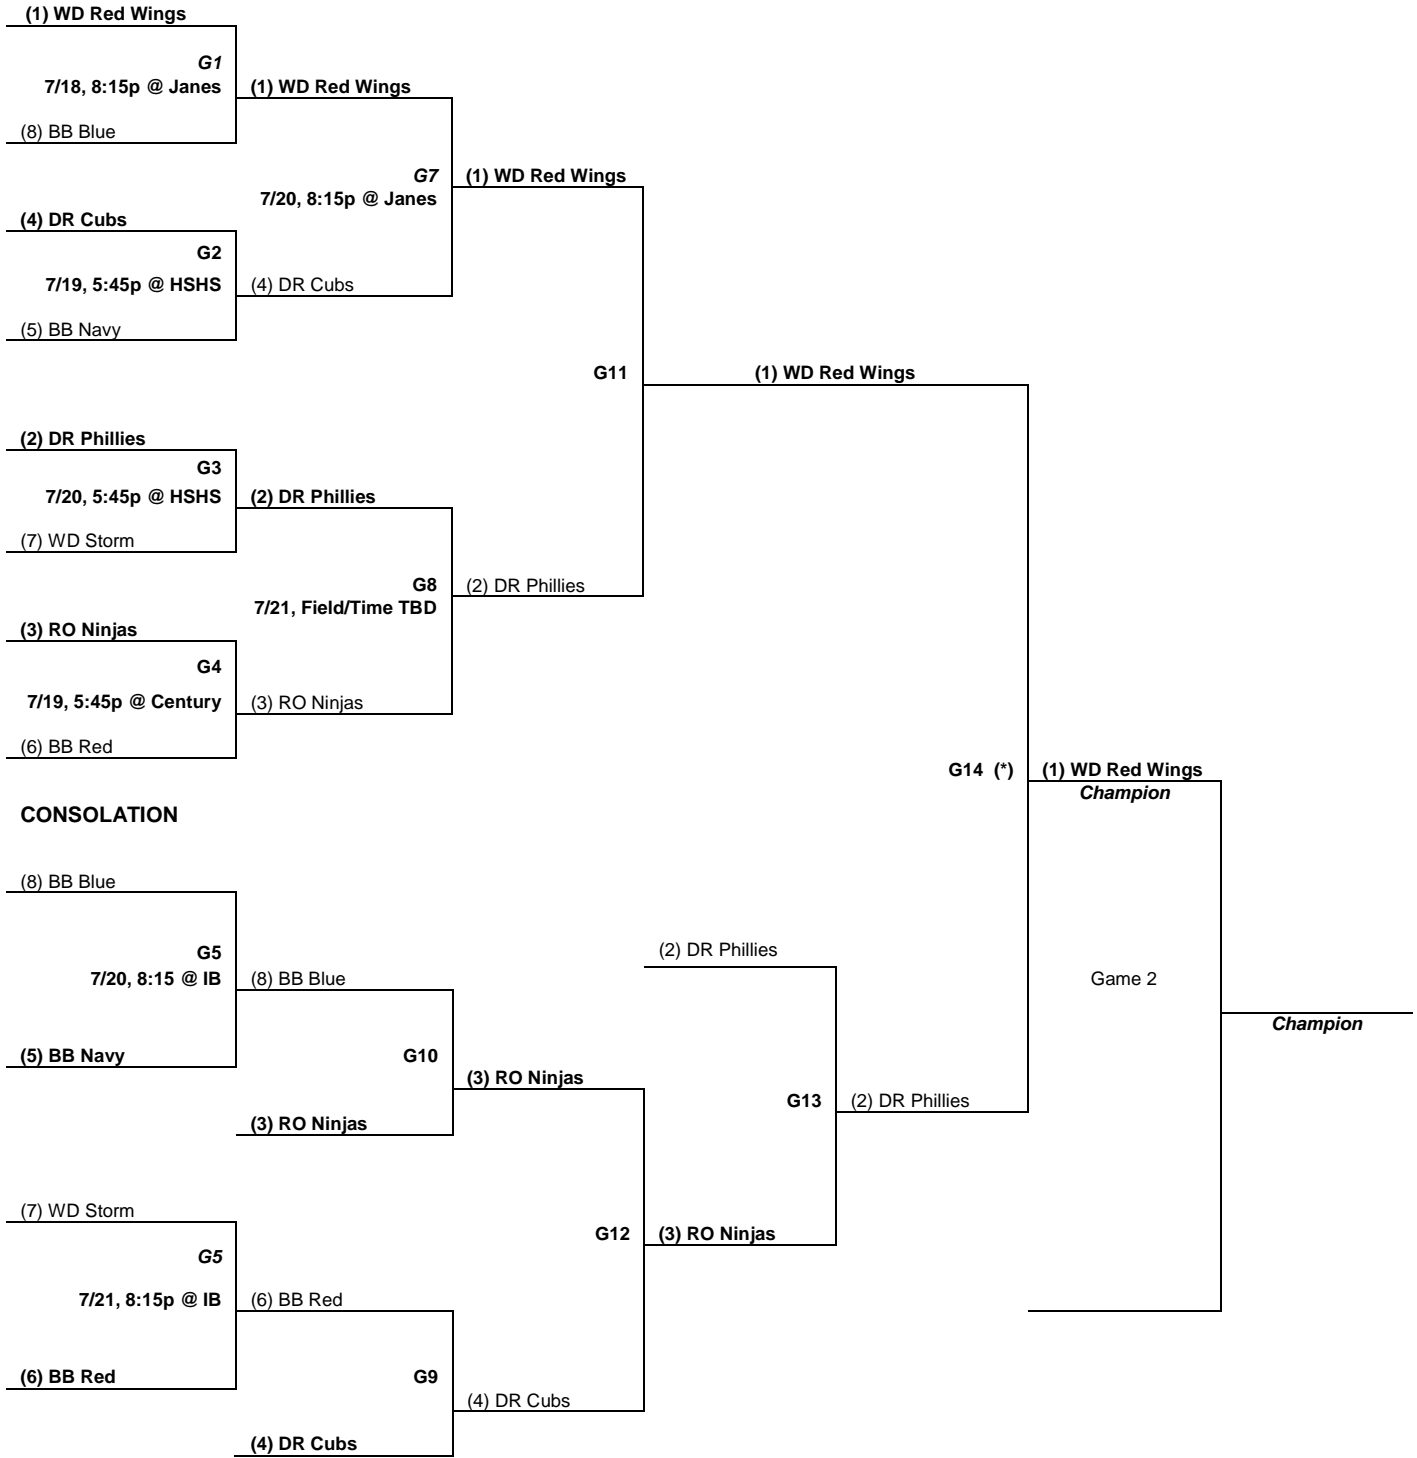 (1) WD Red Wings
G1
7/18, 8:15p @ Janes
(1) WD Red Wings
(8) BB Blue
G7
(1) WD Red Wings
7/20, 8:15p @ Janes
(4) DR Cubs
G2
7/19, 5:45p @ HSHS
(4) DR Cubs
(5) BB Navy
G11
(1) WD Red Wings
(2) DR Phillies
G3
7/20, 5:45p @ HSHS
(2) DR Phillies
(7) WD Storm
G8
(2) DR Phillies
7/21, Field/Time TBD
(3) RO Ninjas
G4
7/19, 5:45p @ Century
(3) RO Ninjas
(6) BB Red
G14 (*)
(1) WD Red Wings
Champion
CONSOLATION
(8) BB Blue
G5
(2) DR Phillies
7/20, 8:15 @ IB
(8) BB Blue
Game 2
Champion
(5) BB Navy
G10
(3) RO Ninjas
G13
(2) DR Phillies
(3) RO Ninjas
(7) WD Storm
G12
(3) RO Ninjas
G5
7/21, 8:15p @ IB
(6) BB Red
(6) BB Red
G9
(4) DR Cubs
(4) DR Cubs